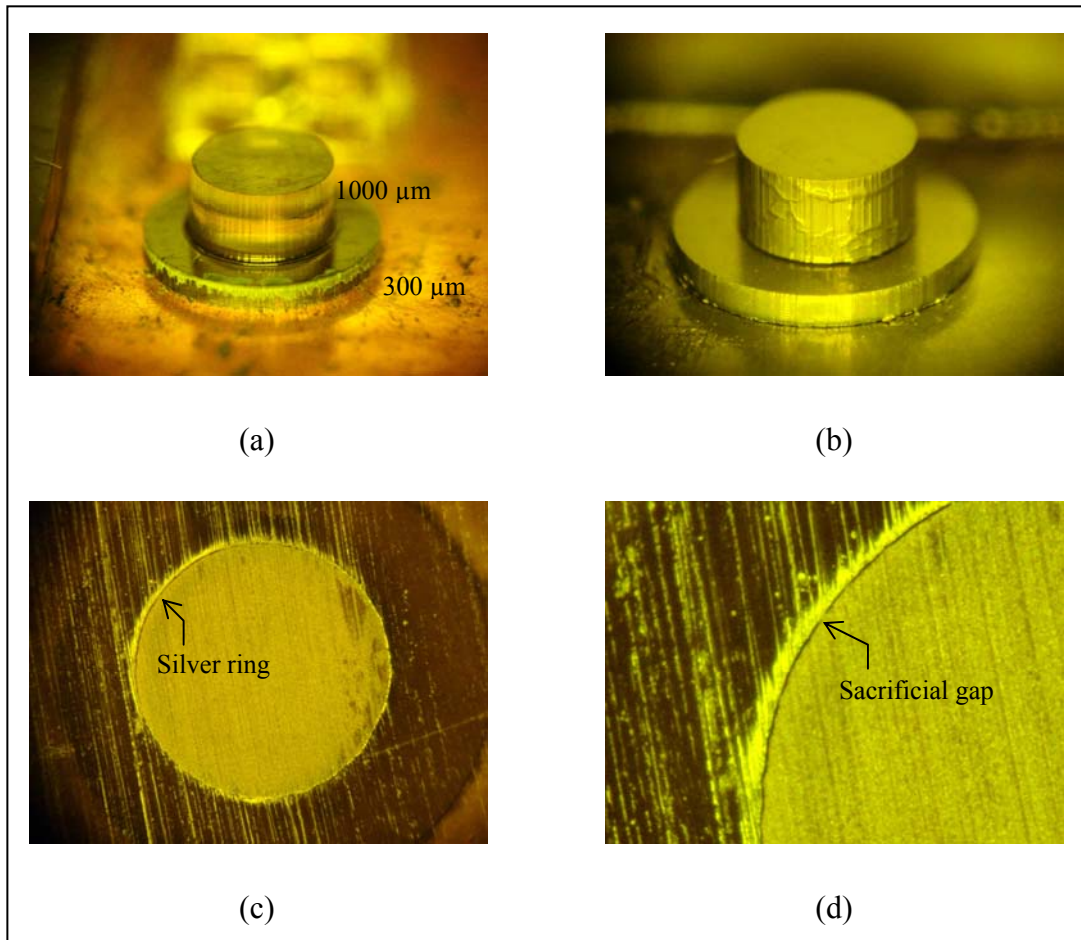 1000 µm
300 µm
(a)
(b)
Silver ring
Sacrificial gap
(c)
(d)